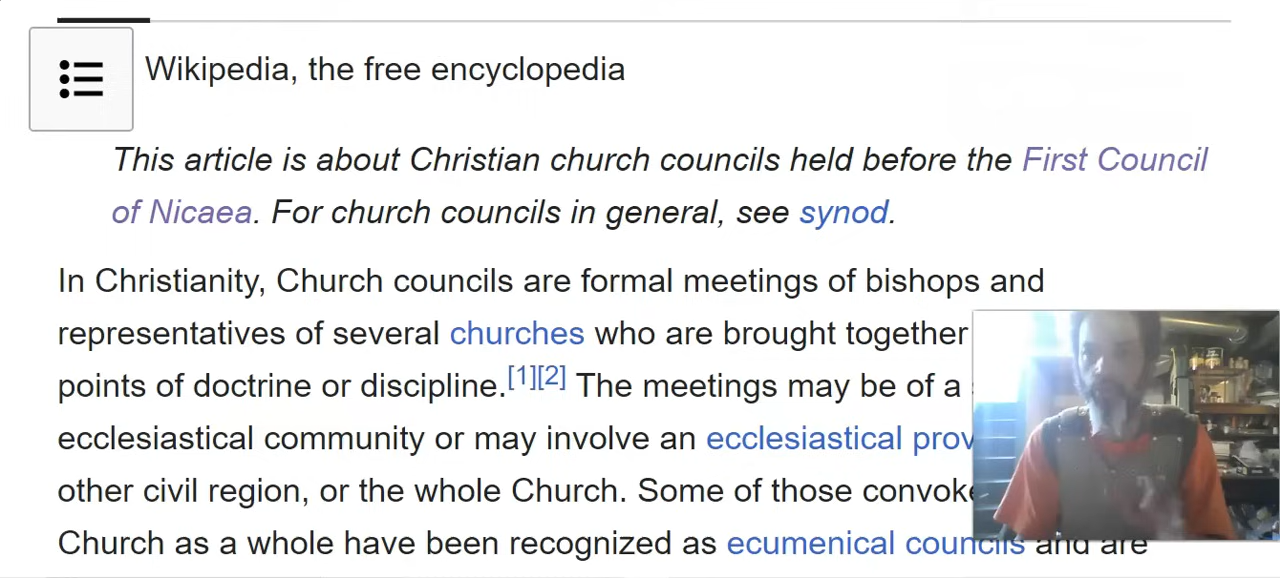 Wikipedia, the free encyclopedia
This article is about Christian church councils held before the First Council
of Nicaea. For church councils in general, see synod.
In Christianity, Church councils are formal meetings of bishops and
representatives of several churches who are brought together
points of doctrine or discipline.[1][2] The meetings may be of a
ecclesiastical community or may involve an ecclesiastical prov
other civil region, or the whole Church. Some of those convoke
Church as a whole have been recognized as ecumenical councils and are